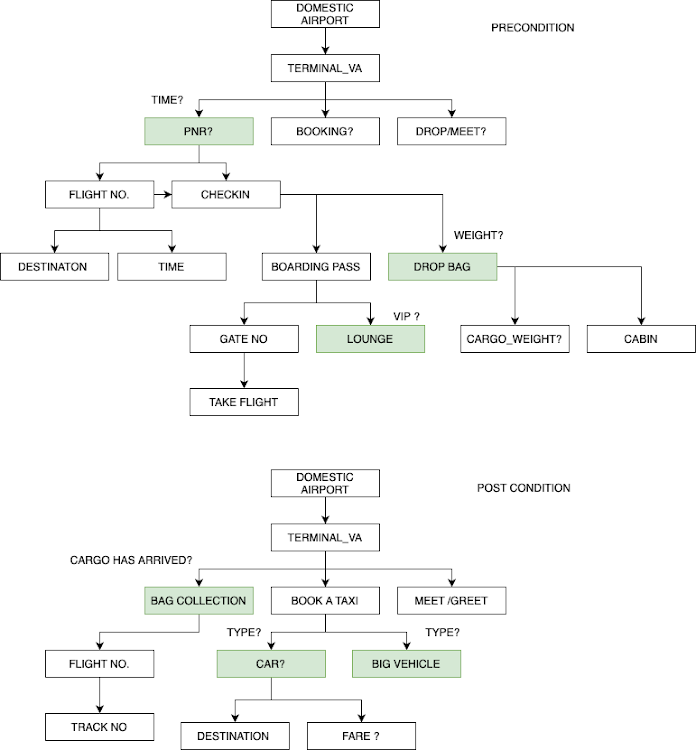 DOMESTIC
AIRPORT
PRECONDITION
TERMINAL_VA
TIME?
PNR?
BOOKING?
DROP/MEET?
FLIGHT NO.
CHECKIN
WEIGHT?
DESTINATON
TIME
BOARDING PASS
DROP BAG
VIP ?
GATE NO
LOUNGE
CARGO_WEIGHT?
CABIN
TAKE FLIGHT
DOMESTIC
AIRPORT
POST CONDITION
TERMINAL_VA
CARGO HAS ARRIVED?
BAG COLLECTION
BOOK A TAXI
MEET /GREET
TYPE?
TYPE?
FLIGHT NO.
CAR?
BIG VEHICLE
TRACK NO
DESTINATION
FARE ?